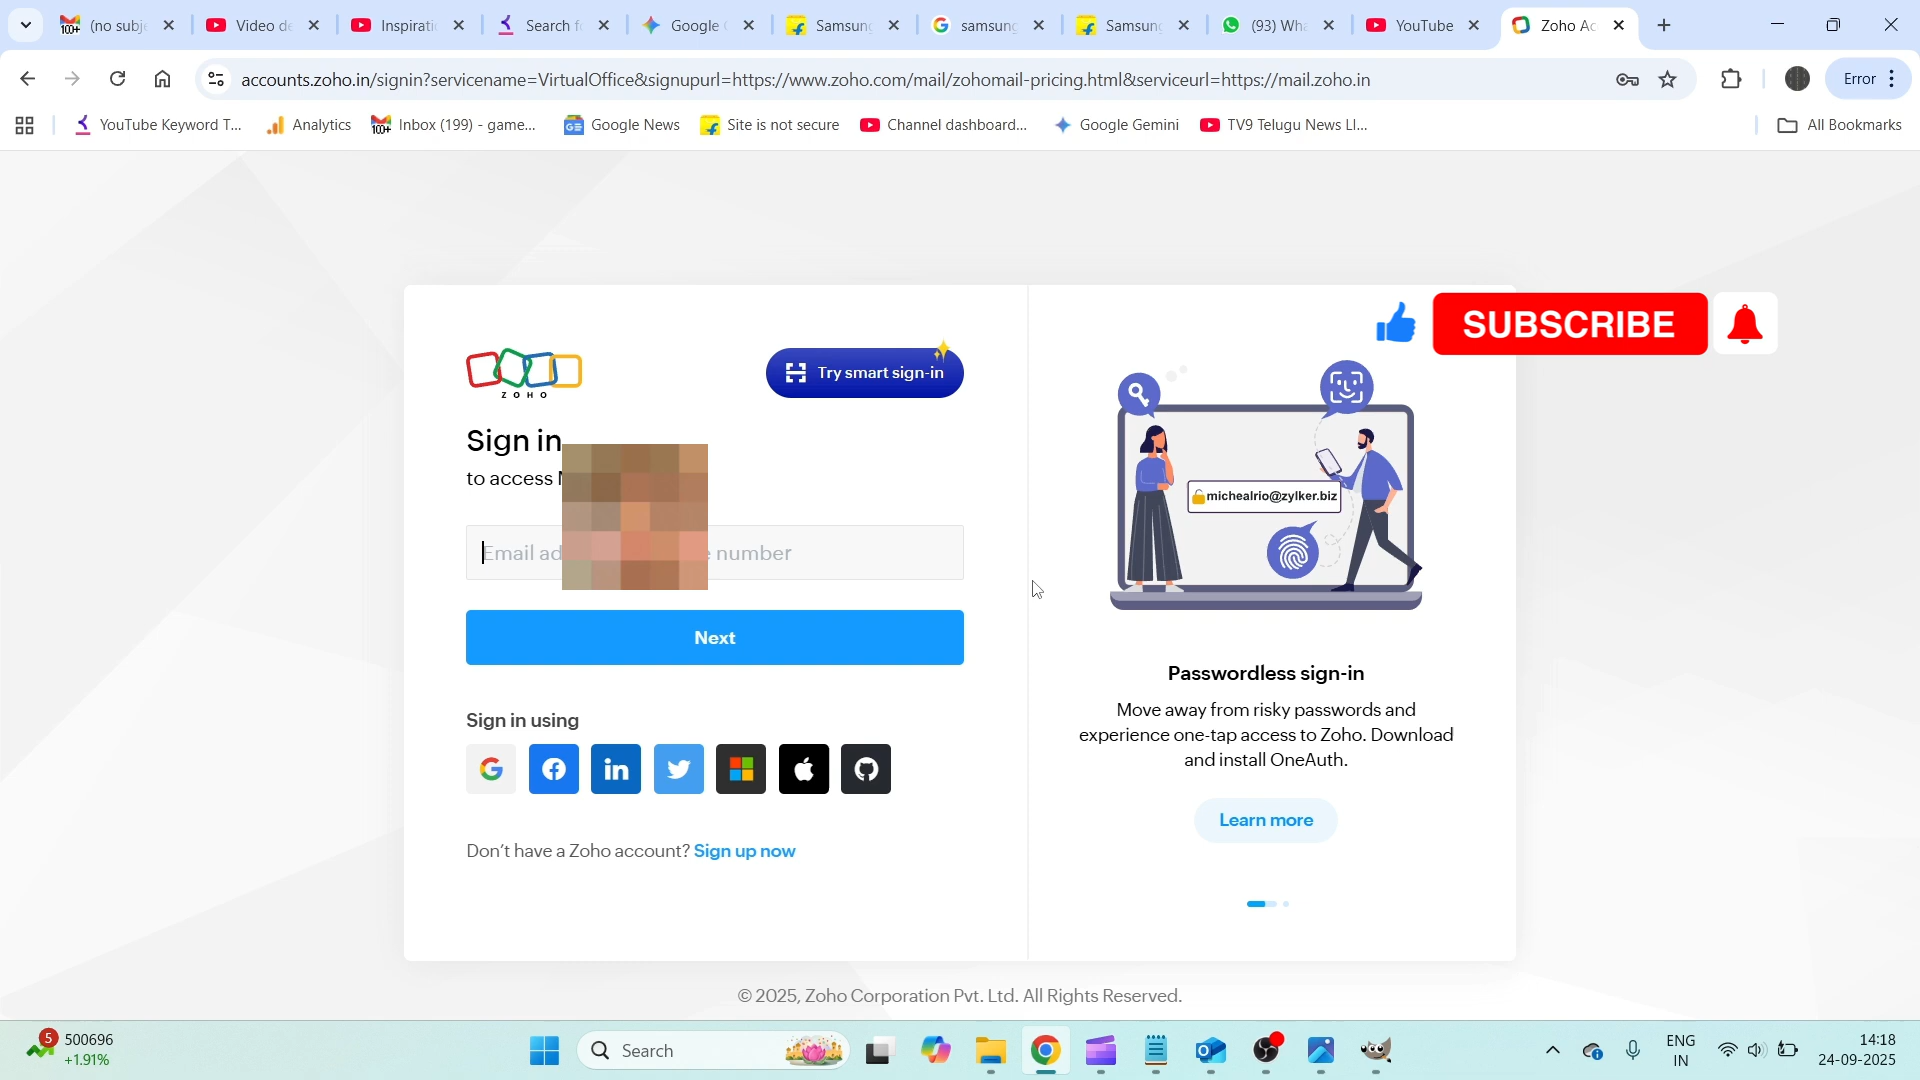 (no subj
Video de
Inspirati
Search fo
Google G
Samsung
samsung
Samsung
(93) Wha
YouTube
Zoho Ac
accounts.zoho.in/signin?servicename=VirtualOffice&signupurl=https://www.zoho.com/mail/zohomail-pricing.html&serviceurl=https://mail.zoho.in
Error
YouTube Keyword T...
Analytics
Inbox (199) - game...
Google News
Site is not secure
Channel dashboard...
Google Gemini
TV9 Telugu News LI...
All Bookmarks
SUBSCRIBE
ZOHO
Try smart sign-in
Sign in
to access
Email ad
number
Next
Sign in using
Don't have a Zoho account? Sign up now
michealrio@zylker.biz
Passwordless sign-in
Move away from risky passwords and
experience one-tap access to Zoho. Download
and install OneAuth.
Learn more
© 2025, Zoho Corporation Pvt. Ltd. All Rights Reserved.
5
500696
+1.91%
Search
ENG
IN
14:18
24-09-2025